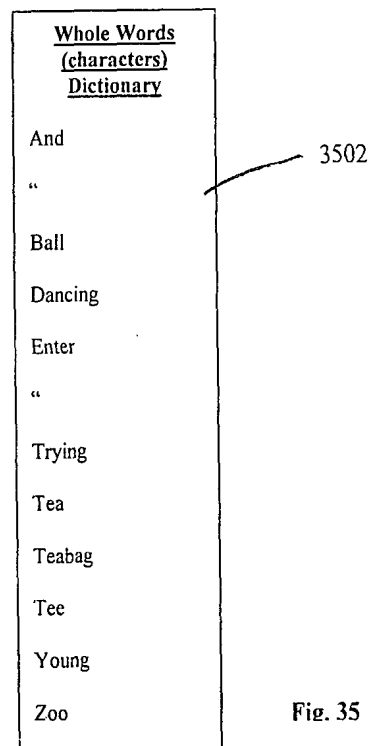 Whole Words
(characters)
Dictionary
And
“
3502
Ball
Dancing
Enter
“
Trying
Tea
Teabag
Tee
Young
Zoo
Fig. 35